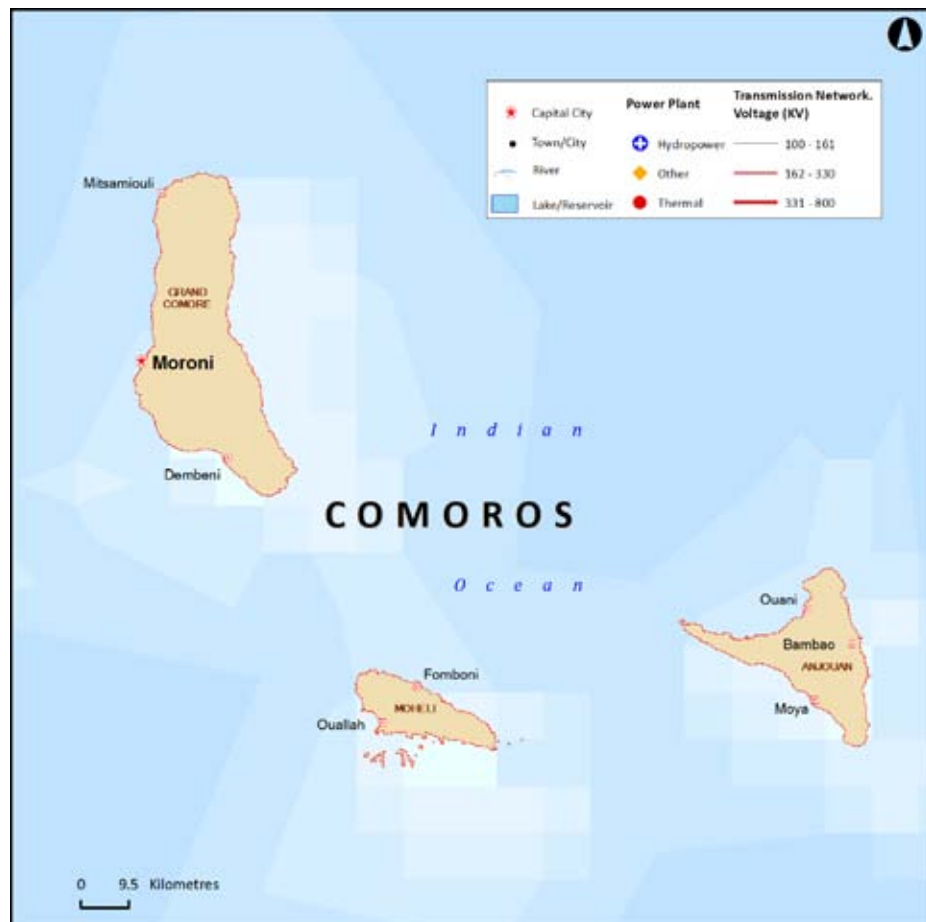 Capital City
Town/City
River
Lake/Reservoir
Power Plant
Hydropower
Other
Thermal
Transmission Network.
Voltage (KV)
100 - 161
162 - 330
331 - 800
Mitsamiouli
GRAND
COMORE
Moroni
Dembeni
Indian
COMOROS
Ocean
Ouani
Bambao
ANJOUAN
Moya
Fomboni
MOHELI
Ouallah
0 9.5 Kilometres